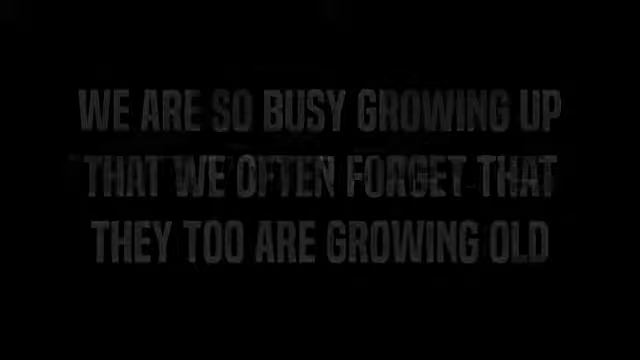 WE ARE SO BUSY GROWING UP
THAT WE OFTEN FORGET THAT
THEY TOO ARE GROWING OLD